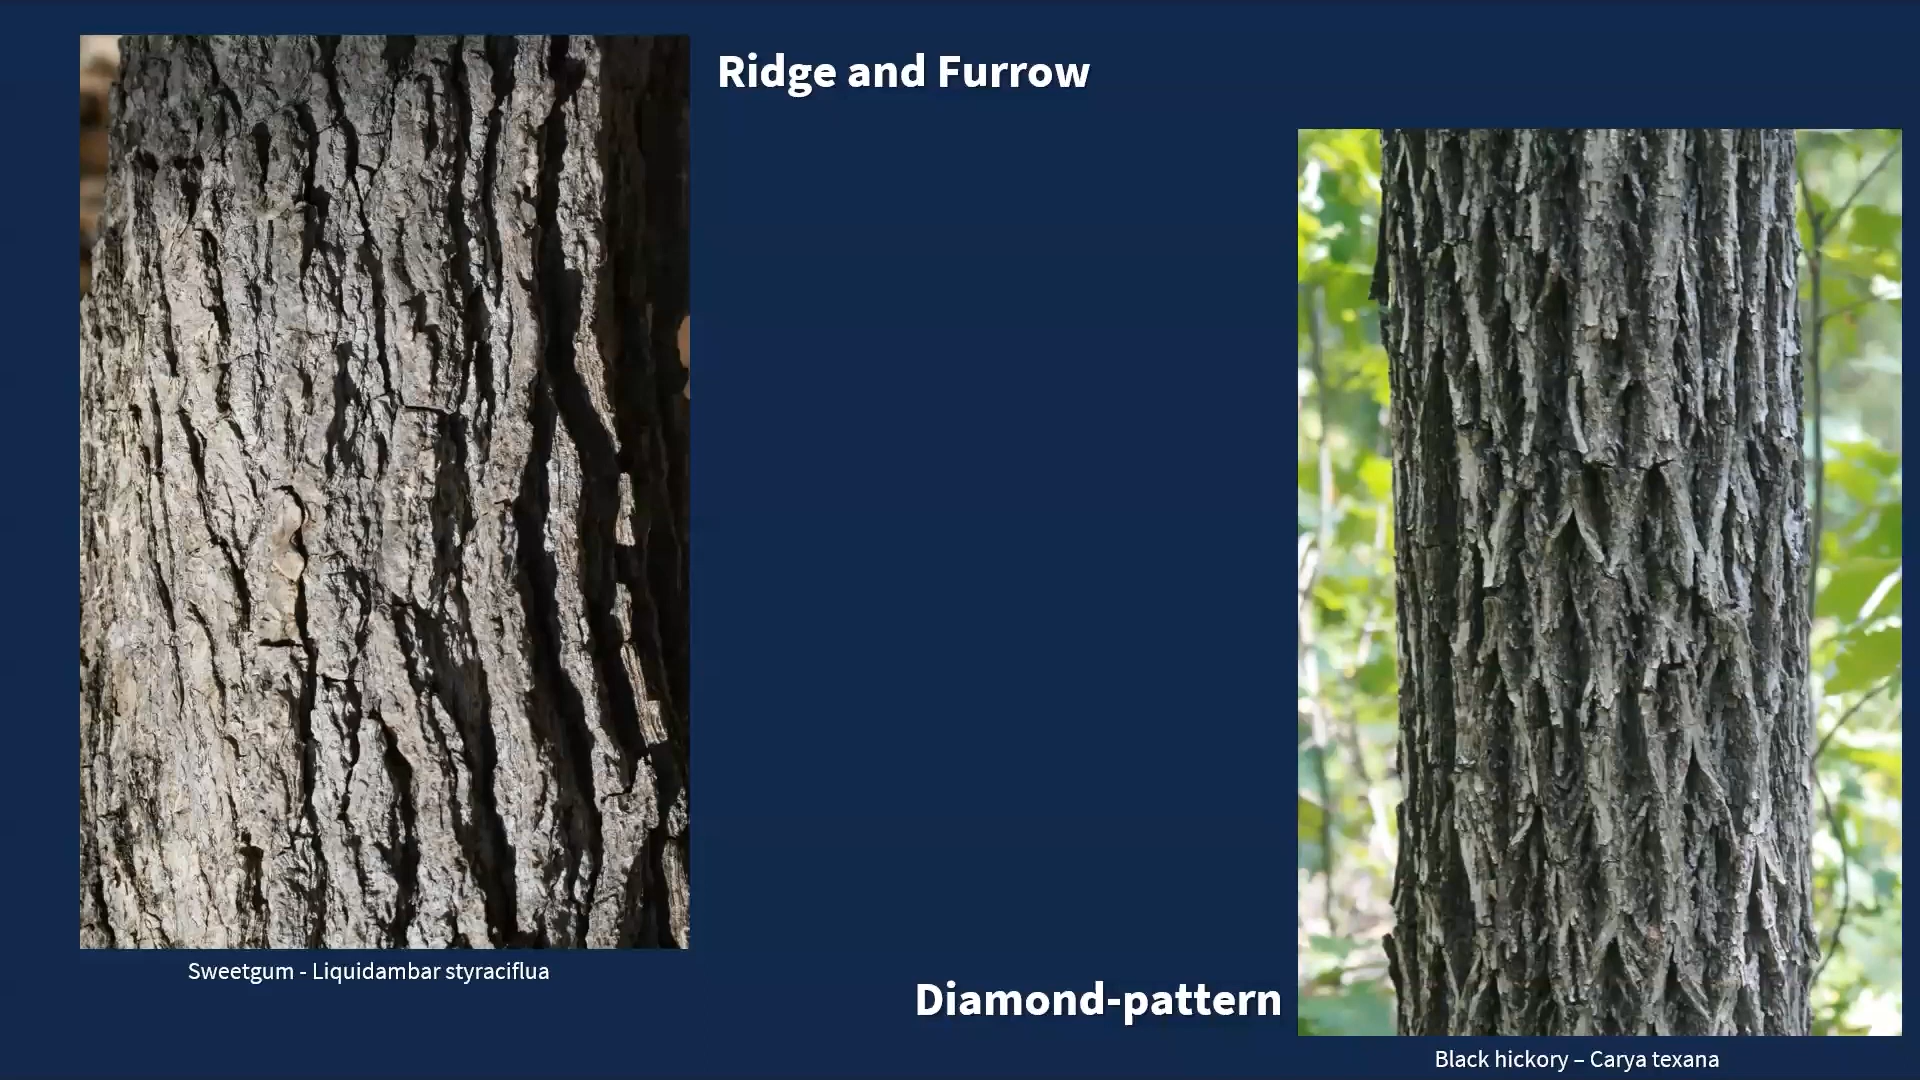 Ridge and Furrow
Sweetgum - Liquidambar styraciflua
Diamond-pattern
Black hickory – Carya texana